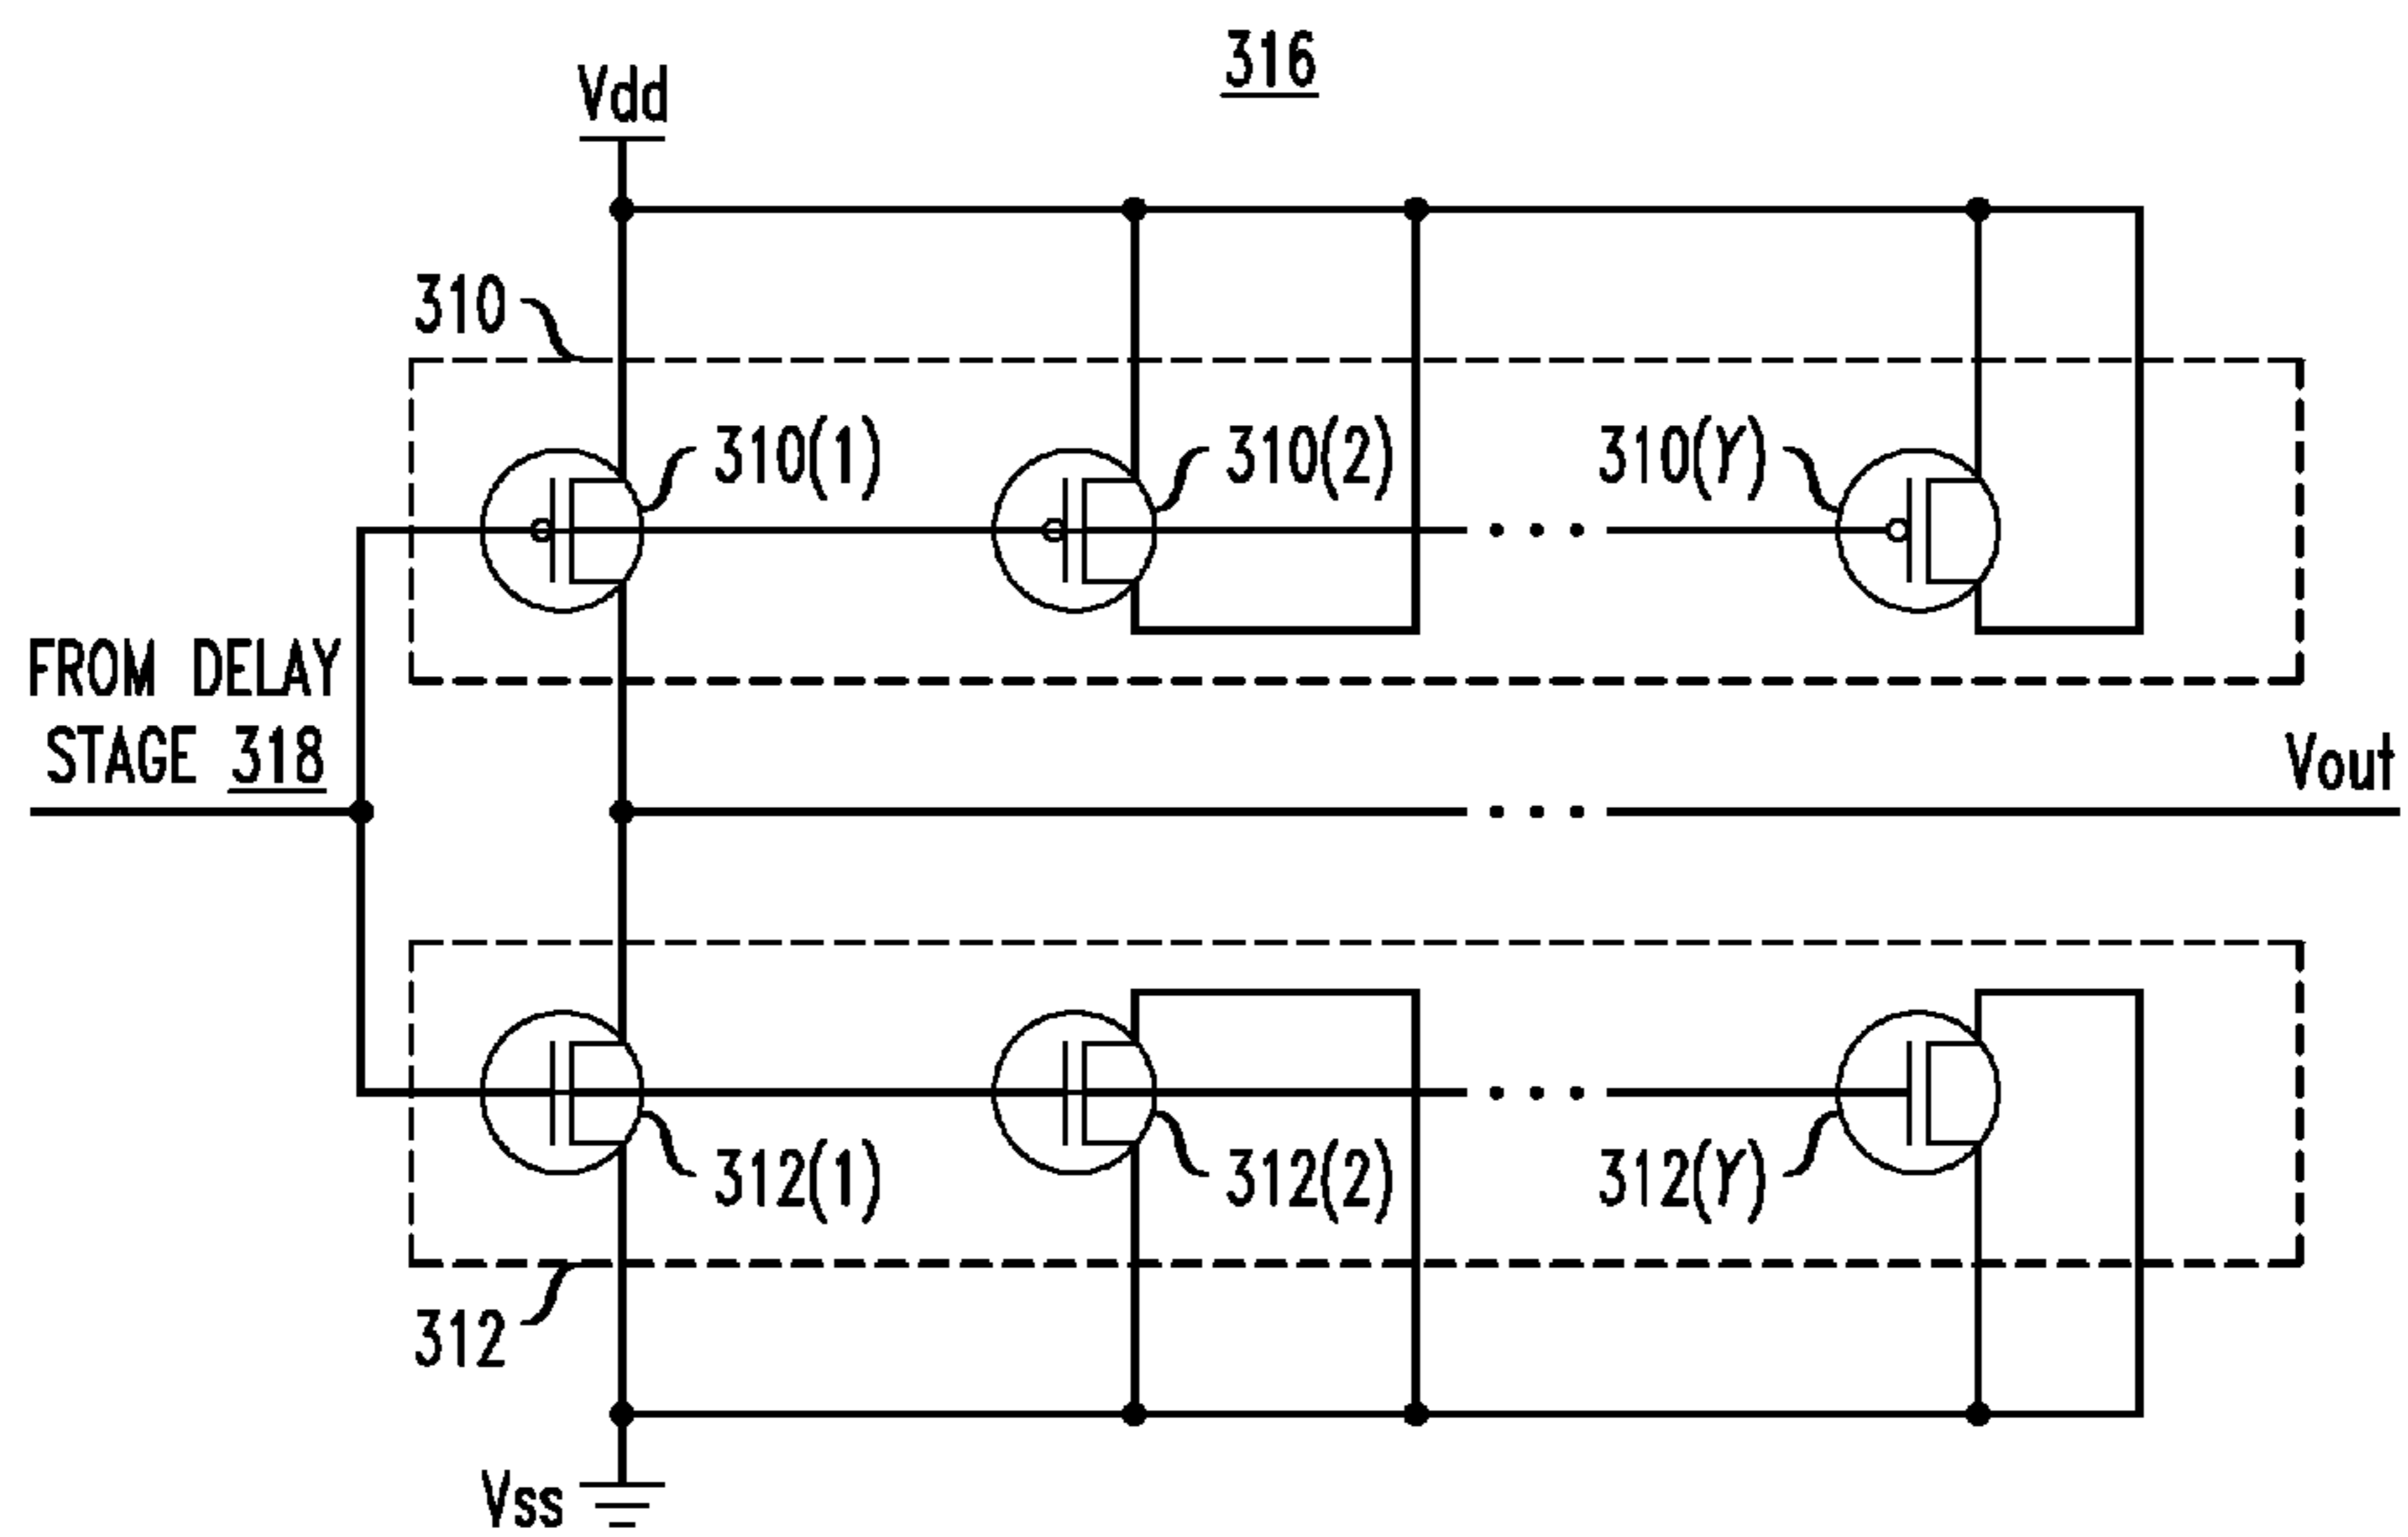 316
Vdd
310
310(1)
310(2)
310(Y)
FROM DELAY
STAGE 318
Vout
312(1)
312(2)
312(Y)
312
Vss